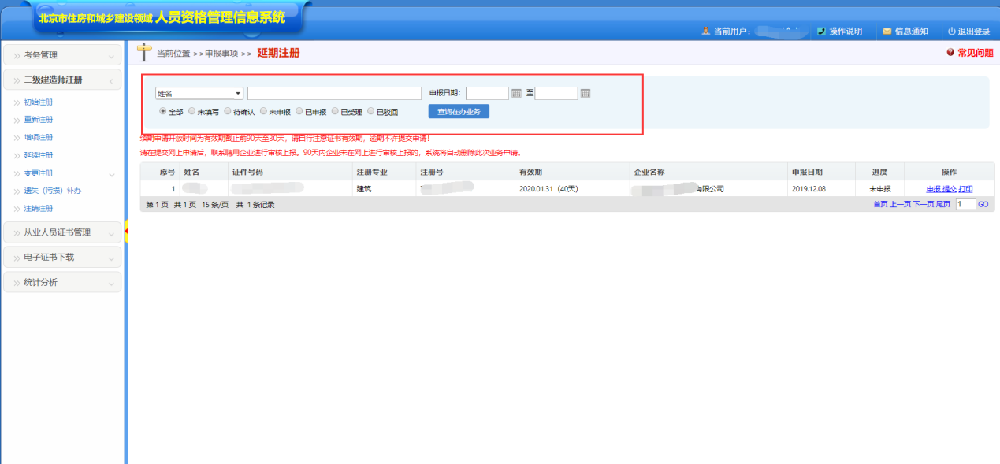 北京市住房和城乡建设领域 人员资格管理信息系统
当前用户： 操作说明 信息通知 退出登录
考务管理
二级建造师注册
初始注册
重新注册
增项注册
延续注册
变更注册
遗失（污损）补办
注销注册
从业人员证书管理
电子证书下载
统计分析
当前位置 >>申报事项 >> 延期注册
常见问题
姓名 申报日期： 至
全部 未填写 待确认 未申报 已申报 已受理 已驳回 查询在办业务
续期申请开放时间为有效期截止前90天至30天，请自行注意证书有效期，逾期不许提交申请！
请在提交网上申请后，联系聘用企业进行审核上报。90天内企业未在网上进行审核上报的，系统将自动删除此次业务申请。
序号 姓名 证件号码 注册专业 注册号 有效期 企业名称 申报日期 进度 操作
1 建筑 2020.01.31（40天） 有限公司 2019.12.08 未申报 申报 提交 打印
第 1 页 共 1 页 15 条/页 共 1 条记录 首页 上一页 下一页 尾页 1 GO